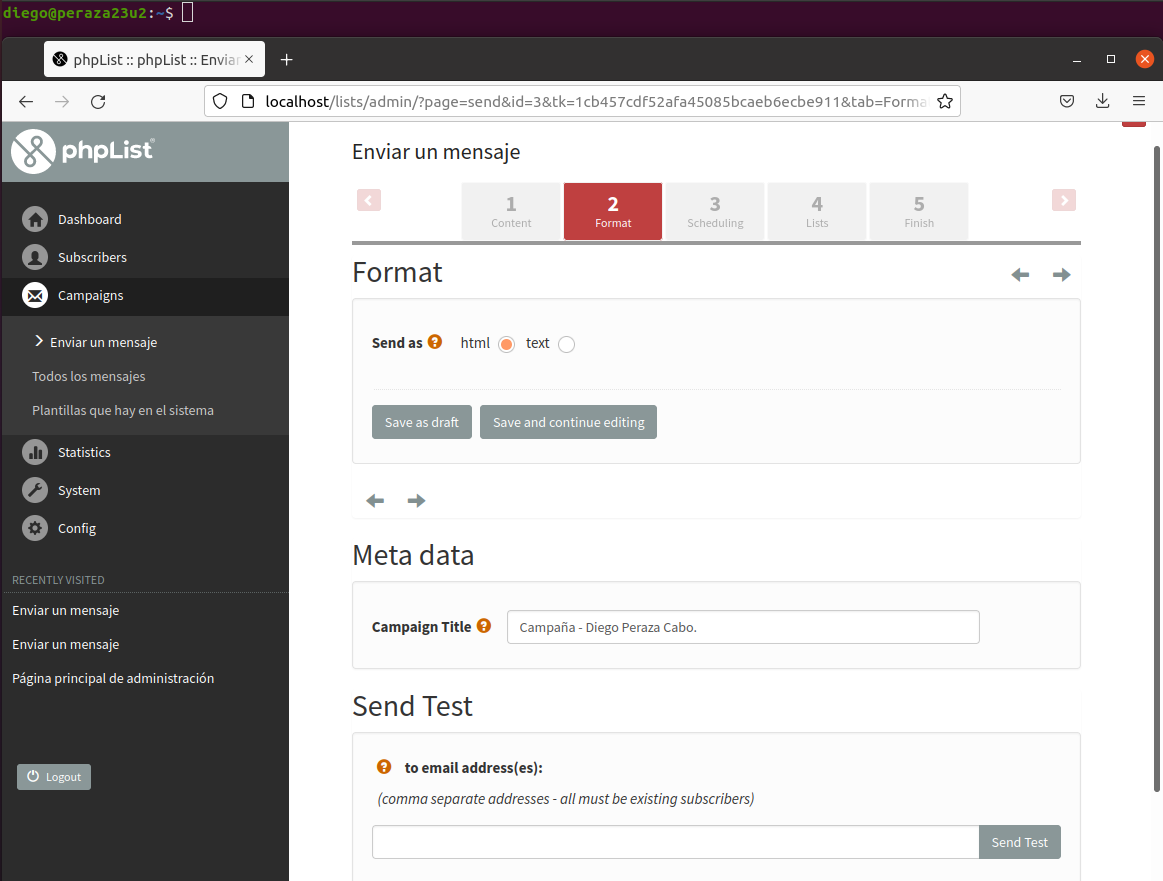 diego@peraza23u2:~$
phpList :: phpList :: Enviar
localhost/lists/admin/?page=send&id=3&tk=1cb457cdf52afa45085bcaeb6ecbe911&tab=Forma
phpList
Dashboard
Subscribers
Campaigns
Enviar un mensaje
Todos los mensajes
Plantillas que hay en el sistema
Statistics
System
Config
RECENTLY VISITED
Enviar un mensaje
Enviar un mensaje
Página principal de administración
Logout
Enviar un mensaje
1 2 3 4 5
Content Format Scheduling Lists Finish
Format
Send as ? html text
Save as draft Save and continue editing
Meta data
Campaign Title ? Campaña - Diego Peraza Cabo.
Send Test
? to email address(es):
(comma separate addresses - all must be existing subscribers)
Send Test